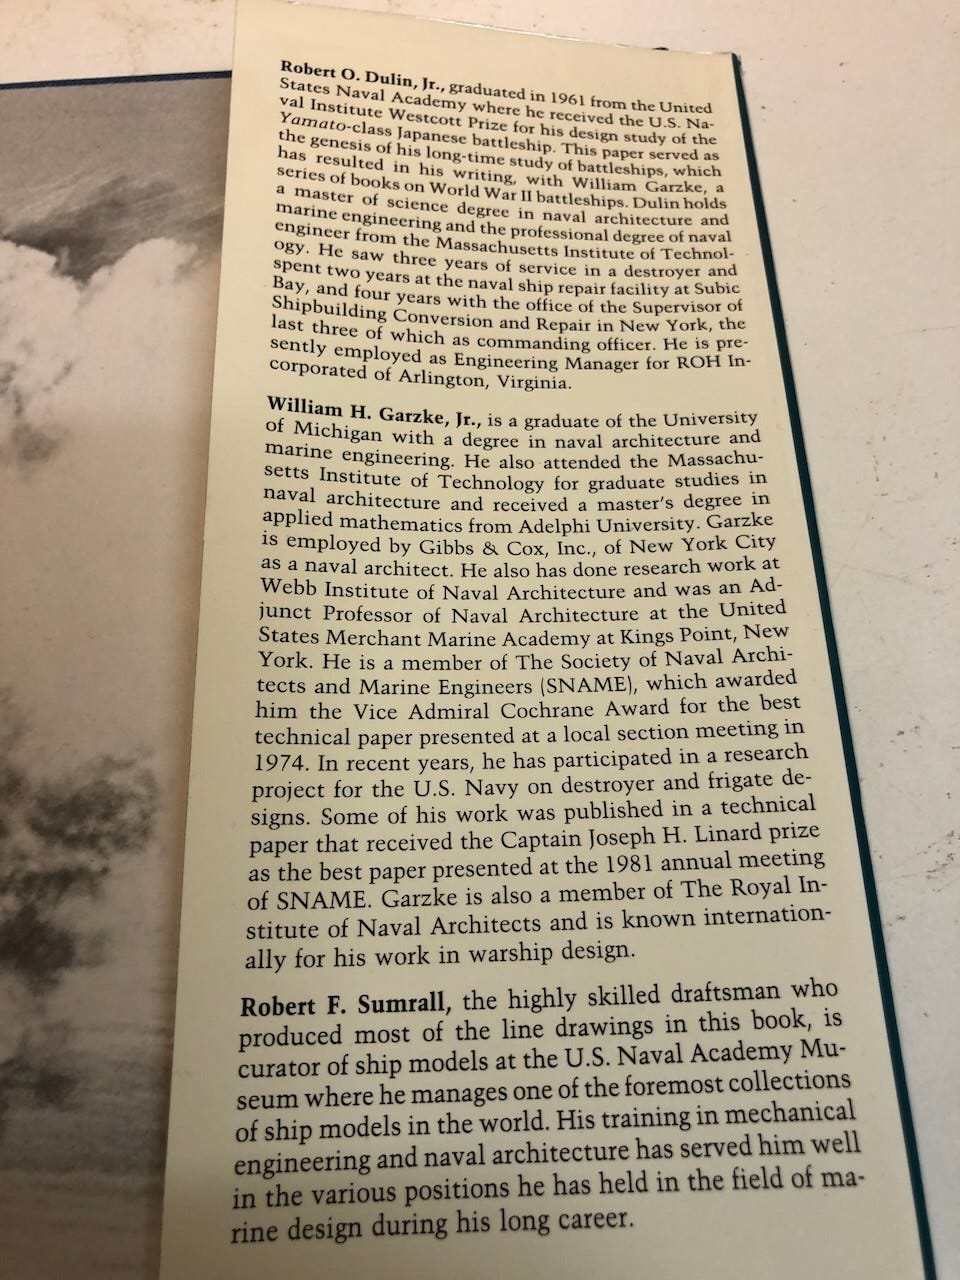 Robert O. Dulin, Jr., graduated in 1961 from the United
States Naval Academy where he received the U.S. Na-
val Institute Westcott Prize for his design study of the
Yamato-class Japanese battleship. This paper served as
the genesis of his long-time study of battleships, which
has resulted in his writing, with William Garzke, a
series of books on World War II battleships. Dulin holds
a master of science degree in naval architecture and
marine engineering and the professional degree of naval
engineer from the Massachusetts Institute of Technol-
ogy. He saw three years of service in a destroyer and
spent two years at the naval ship repair facility at Subic
Bay, and four years with the office of the Supervisor of
Shipbuilding Conversion and Repair in New York, the
last three of which as commanding officer. He is pre-
sently employed as Engineering Manager for ROH In-
corporated of Arlington, Virginia.
William H. Garzke, Jr., is a graduate of the University
of Michigan with a degree in naval architecture and
marine engineering. He also attended the Massachu-
setts Institute of Technology for graduate studies in
naval architecture and received a master's degree in
applied mathematics from Adelphi University. Garzke
is employed by Gibbs & Cox, Inc., of New York City
as a naval architect. He also has done research work at
Webb Institute of Naval Architecture and was an Ad-
junct Professor of Naval Architecture at the United
States Merchant Marine Academy at Kings Point, New
York. He is a member of The Society of Naval Archi-
tects and Marine Engineers (SNAME), which awarded
him the Vice Admiral Cochrane Award for the best
technical paper presented at a local section meeting in
1974. In recent years, he has participated in a research
project for the U.S. Navy on destroyer and frigate de-
signs. Some of his work was published in a technical
paper that received the Captain Joseph H. Linard prize
as the best paper presented at the 1981 annual meeting
of SNAME. Garzke is also a member of The Royal In-
stitute of Naval Architects and is known internation-
ally for his work in warship design.
Robert F. Sumrall, the highly skilled draftsman who
produced most of the line drawings in this book, is
curator of ship models at the U.S. Naval Academy Mu-
seum where he manages one of the foremost collections
of ship models in the world. His training in mechanical
engineering and naval architecture has served him well
in the various positions he has held in the field of ma-
rine design during his long career.